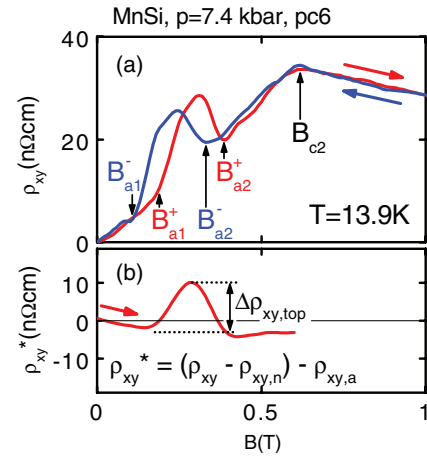 MnSi, p=7.4 kbar, pc6
40
(a)
ρxy(nΩcm)
20
B⁻a1
B⁺a2
Bc2
B⁺a1
B⁻a2
T=13.9K
0
(b)
10
Δρxy,top
ρxy*(nΩcm)
0
-10
ρxy* = (ρxy - ρxy,n) - ρxy,a
0 0.5 1
B(T)